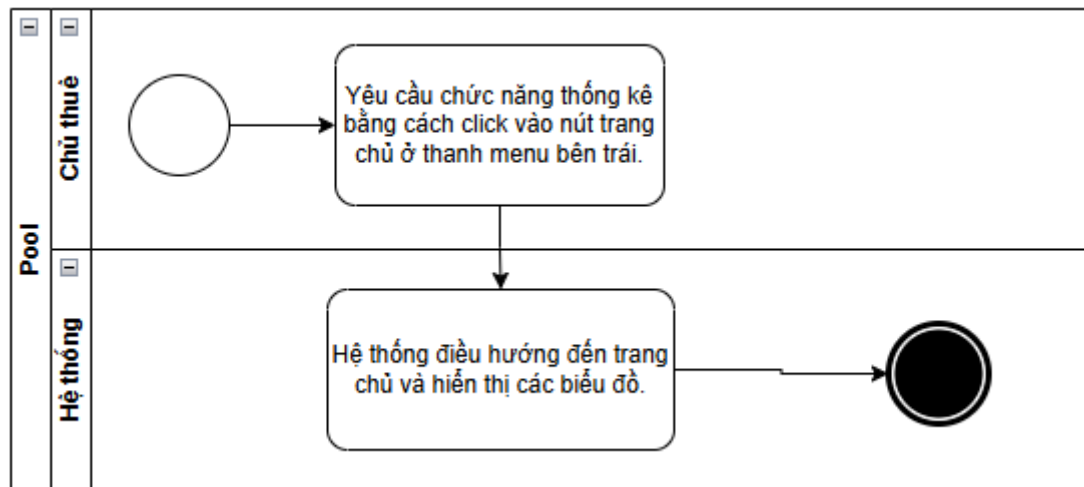 Pool
Chủ thuê
Yêu cầu chức năng thống kê
bằng cách click vào nút trang
chủ ở thanh menu bên trái.
Hệ thống
Hệ thống điều hướng đến trang
chủ và hiển thị các biểu đồ.